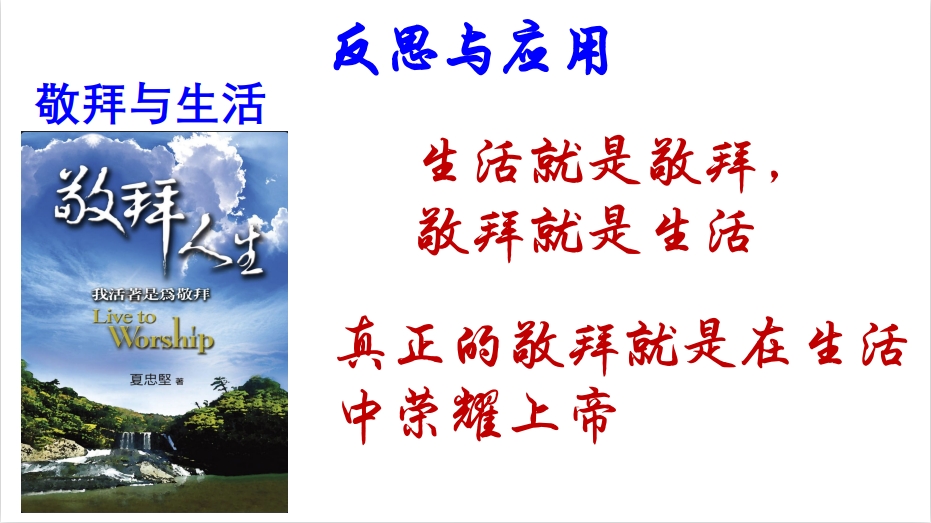 反思与应用
敬拜与生活
敬拜
人生
我活著是為敬拜
Live to
Worship
夏忠堅 著
生活就是敬拜，
敬拜就是生活
真正的敬拜就是在生活
中荣耀上帝